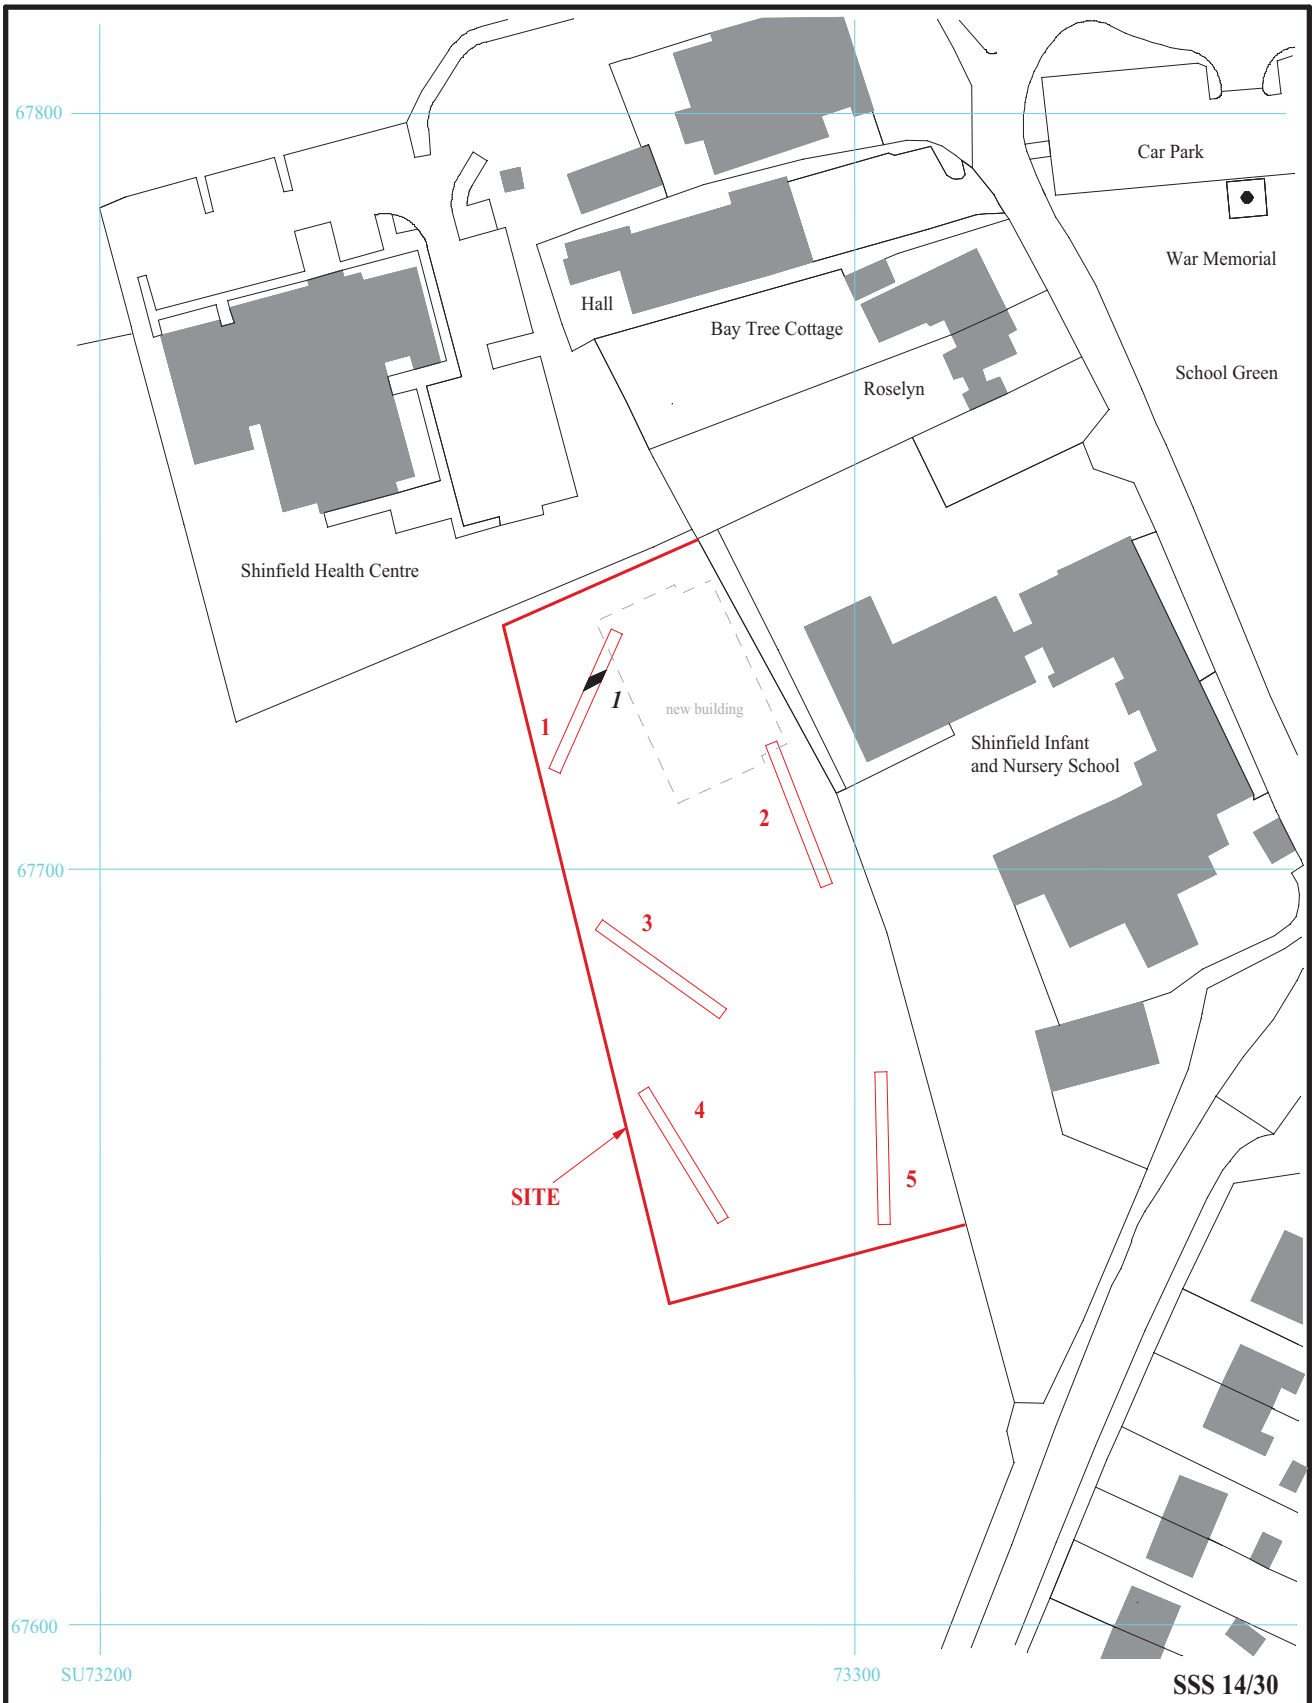 67800
Car Park
War Memorial
Hall
Bay Tree Cottage
School Green
Roselyn
Shinfield Health Centre
1
new building
1
Shinfield Infant
and Nursery School
2
67700
3
4
5
SITE
67600
SU73200
73300
SSS 14/30